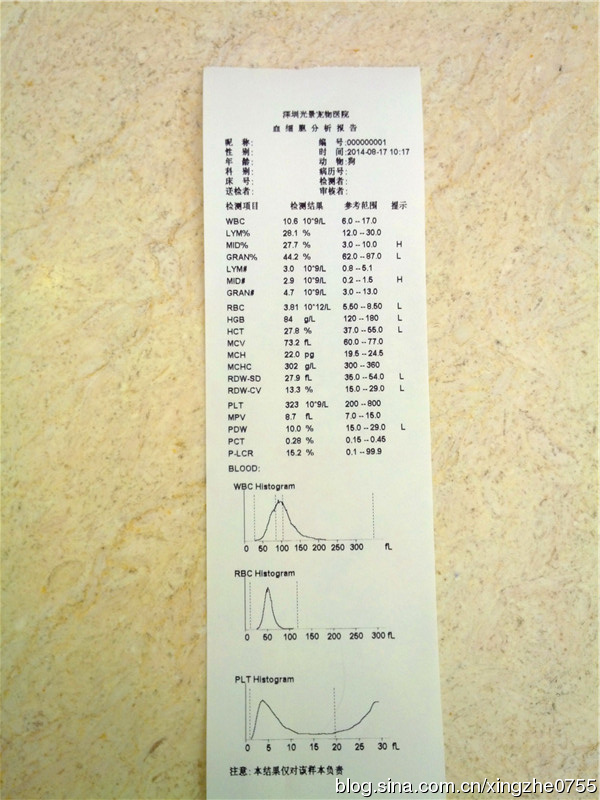 深圳光景宠物医院
血 细 胞 分 析 报 告
昵 称: 编 号:000000001
性 别: 时 间:2014-08-17 10:17
年 龄: 动 物:狗
科 别: 病历号:
床 号: 检测者:
送检者: 审核者:
检测项目 检测结果 参考范围 提示
WBC 10.6 10^9/L 6.0 -- 17.0
LYM% 28.1 % 12.0 -- 30.0
MID% 27.7 % 3.0 -- 10.0 H
GRAN% 44.2 % 62.0 -- 87.0 L
LYM# 3.0 10^9/L 0.8 -- 5.1
MID# 2.9 10^9/L 0.2 -- 1.5 H
GRAN# 4.7 10^9/L 3.0 -- 13.0
RBC 3.81 10^12/L 5.50 -- 8.50 L
HGB 84 g/L 120 -- 180 L
HCT 27.8 % 37.0 -- 55.0 L
MCV 73.2 fL 60.0 -- 77.0
MCH 22.0 pg 19.5 -- 24.5
MCHC 302 g/L 300 -- 360
RDW-SD 27.9 fL 35.0 -- 54.0 L
RDW-CV 13.3 % 15.0 -- 29.0 L
PLT 323 10^9/L 200 -- 800
MPV 8.7 fL 7.0 -- 15.0
PDW 10.0 % 15.0 -- 29.0 L
PCT 0.28 % 0.15 -- 0.45
P-LCR 15.2 % 0.1 -- 99.9
BLOOD:
WBC Histogram
0 50 100 150 200 250 300 fL
RBC Histogram
0 50 100 150 200 250 300 fL
PLT Histogram
0 5 10 15 20 25 30 fL
注意: 本结果仅对该样本负责
blog.sina.com.cn/xingzhe0755